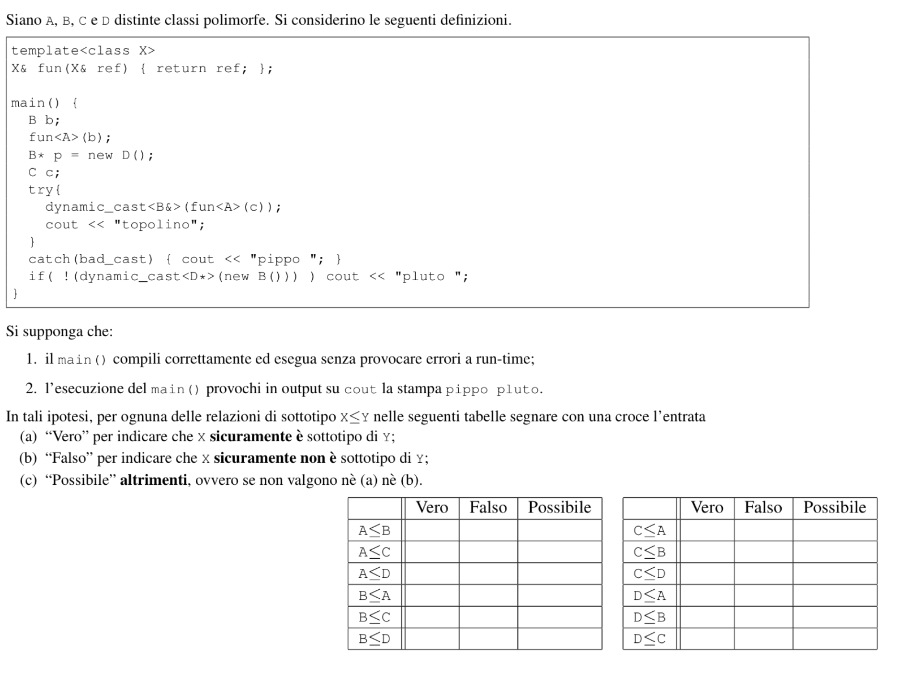 Siano A, B, C e D distinte classi polimorfe. Si considerino le seguenti definizioni.
template<class X>
X& fun(X& ref) { return ref; };
main() {
B b;
fun<A>(b);
B* p = new D();
C c;
try{
dynamic_cast<B&>(fun<A>(c));
cout << "topolino";
}
catch(bad_cast) { cout << "pippo "; }
if( !(dynamic_cast<D*>(new B())) ) cout << "pluto ";
}
Si supponga che:
1. il main() compili correttamente ed esegua senza provocare errori a run-time;
2. l'esecuzione del main() provochi in output su cout la stampa pippo pluto.
In tali ipotesi, per ognuna delle relazioni di sottotipo X≤Y nelle seguenti tabelle segnare con una croce l'entrata
(a) "Vero" per indicare che X sicuramente è sottotipo di Y;
(b) "Falso" per indicare che X sicuramente non è sottotipo di Y;
(c) "Possibile" altrimenti, ovvero se non valgono nè (a) nè (b).
Vero Falso Possibile
A≤B
A≤C
A≤D
B≤A
B≤C
B≤D
Vero Falso Possibile
C≤A
C≤B
C≤D
D≤A
D≤B
D≤C